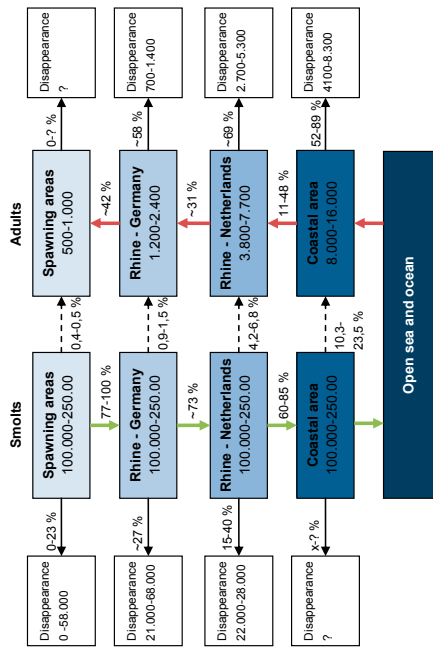 Smolts
Adults
Disappearance
0 -58.000
0-23 %
Spawning areas
100.000-250.00
0,4-0,5 %
Spawning areas
500-1.000
0-? %
Disappearance
?
77-100 %
~42 %
Disappearance
21.000-68.000
~27 %
Rhine - Germany
100.000-250.00
0,9-1,5 %
Rhine - Germany
1.200-2.400
~58 %
Disappearance
700-1.400
~73 %
~31 %
Disappearance
22.000-28.000
15-40 %
Rhine - Netherlands
100.000-250.00
4,2-6,8 %
Rhine - Netherlands
3.800-7.700
~69 %
Disappearance
2.700-5.300
60-85 %
11-48 %
Disappearance
?
x-? %
Coastal area
100.000-250.00
10,3-
23,5 %
Coastal area
8.000-16.000
52-89 %
Disappearance
4100-8.300
Open sea and ocean